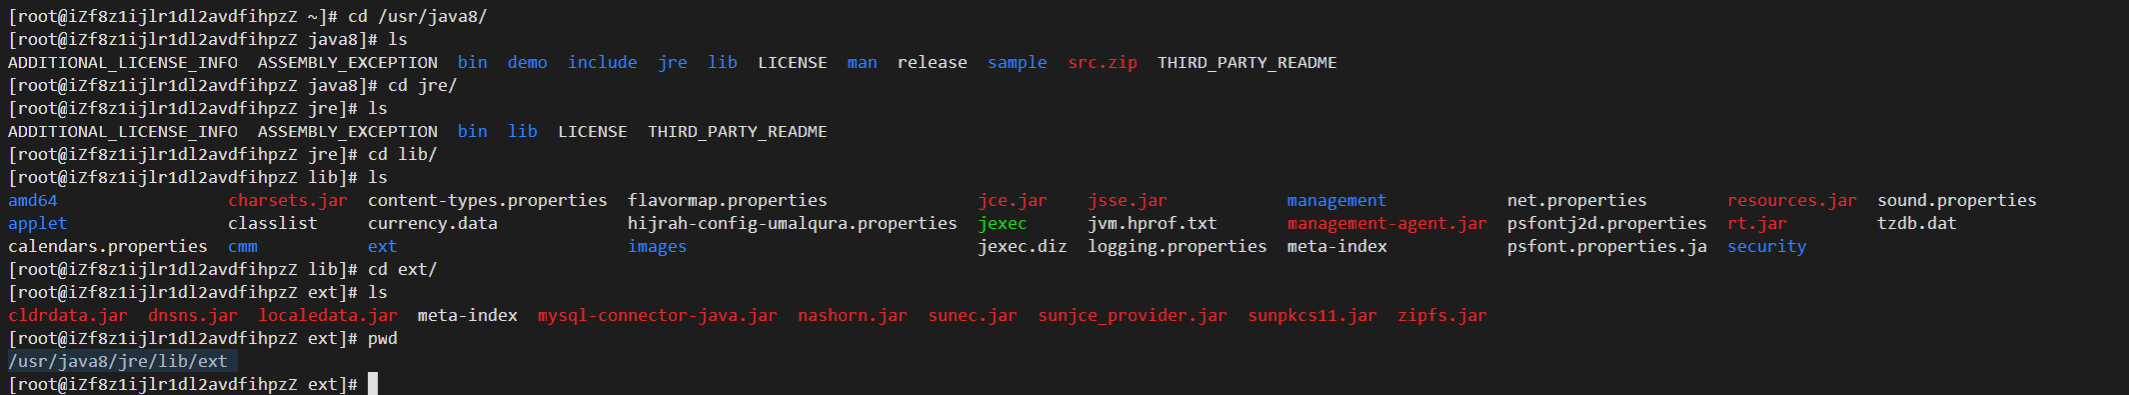 [root@iZf8z1ijlr1dl2avdfihpzZ ~]# cd /usr/java8/
[root@iZf8z1ijlr1dl2avdfihpzZ java8]# ls
ADDITIONAL_LICENSE_INFO  ASSEMBLY_EXCEPTION  bin  demo  include  jre  lib  LICENSE  man  release  sample  src.zip  THIRD_PARTY_README
[root@iZf8z1ijlr1dl2avdfihpzZ java8]# cd jre/
[root@iZf8z1ijlr1dl2avdfihpzZ jre]# ls
ADDITIONAL_LICENSE_INFO  ASSEMBLY_EXCEPTION  bin  lib  LICENSE  THIRD_PARTY_README
[root@iZf8z1ijlr1dl2avdfihpzZ jre]# cd lib/
[root@iZf8z1ijlr1dl2avdfihpzZ lib]# ls
amd64                 charsets.jar  content-types.properties  flavormap.properties               jce.jar    jsse.jar            management            net.properties       resources.jar  sound.properties
applet                classlist     currency.data             hijrah-config-umalqura.properties  jexec      jvm.hprof.txt       management-agent.jar  psfontj2d.properties  rt.jar         tzdb.dat
calendars.properties  cmm           ext                       images                             jexec.diz  logging.properties  meta-index            psfont.properties.ja  security
[root@iZf8z1ijlr1dl2avdfihpzZ lib]# cd ext/
[root@iZf8z1ijlr1dl2avdfihpzZ ext]# ls
cldrdata.jar  dnsns.jar  localedata.jar  meta-index  mysql-connector-java.jar  nashorn.jar  sunec.jar  sunjce_provider.jar  sunpkcs11.jar  zipfs.jar
[root@iZf8z1ijlr1dl2avdfihpzZ ext]# pwd
/usr/java8/jre/lib/ext
[root@iZf8z1ijlr1dl2avdfihpzZ ext]#